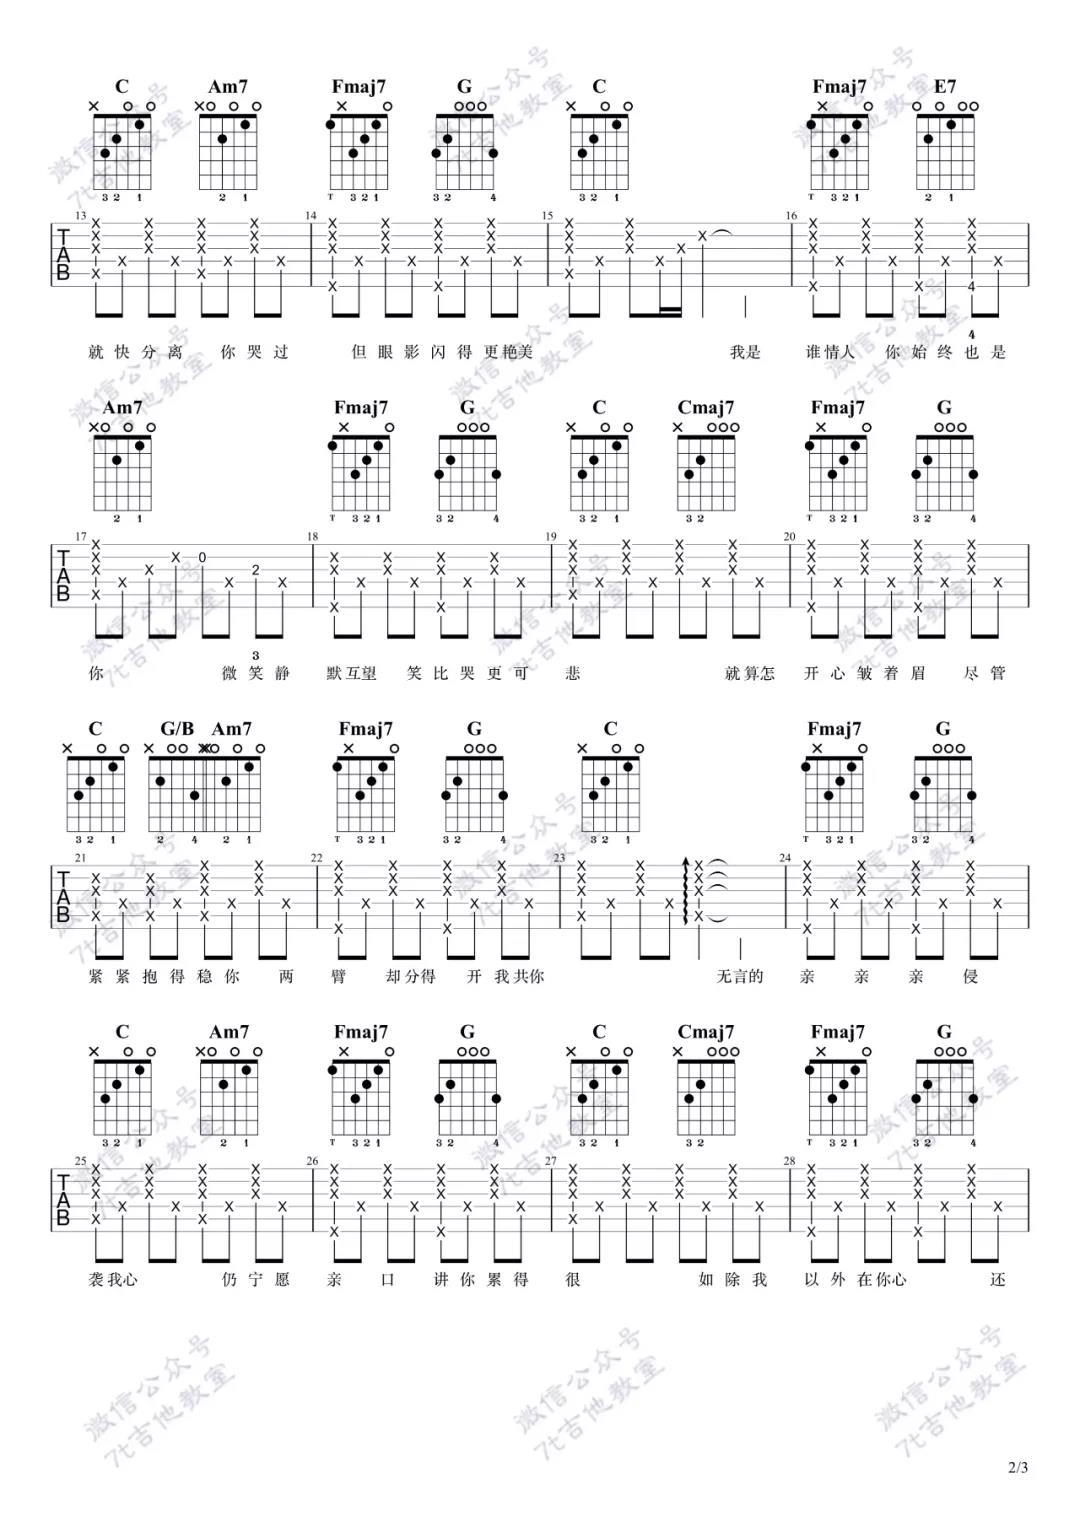 C Am7 Fmaj7 G C Fmaj7 E7
13 14 15 16
就快分离 你哭过 但眼影闪得更艳美 我是 谁情人 你始终也是
Am7 Fmaj7 G C Cmaj7 Fmaj7 G
17 18 19 20
你 微笑静 默互望 笑比哭更可 悲 就算怎 开心皱着眉 尽管
C G/B Am7 Fmaj7 G C Fmaj7 G
21 22 23 24
紧紧抱得稳你 两 臂 却分得 开我共你 无言的 亲 亲 亲 侵
C Am7 Fmaj7 G C Cmaj7 Fmaj7 G
25 26 27 28
袭我心 仍宁愿 亲 口 讲你累得 很 如除我 以外在你心 还
微信公众号
7t吉他教室
2/3